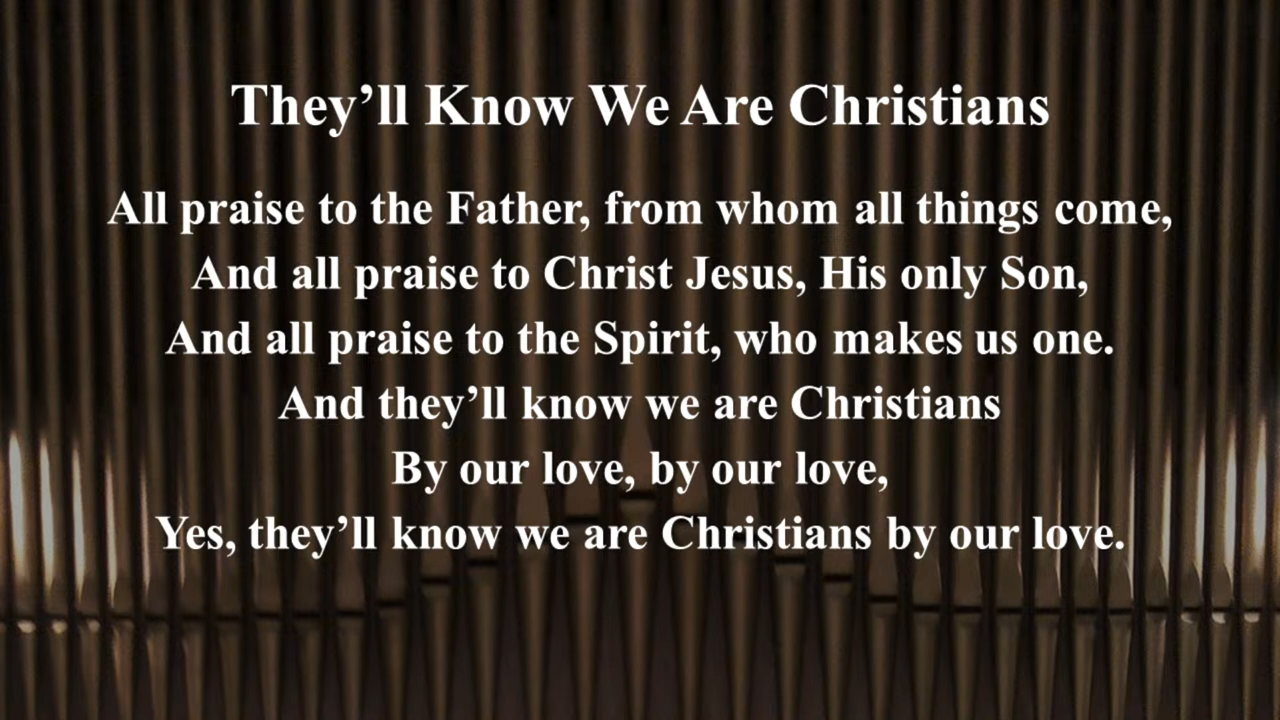 They’ll Know We Are Christians
All praise to the Father, from whom all things come,
And all praise to Christ Jesus, His only Son,
And all praise to the Spirit, who makes us one.
And they’ll know we are Christians
By our love, by our love,
Yes, they’ll know we are Christians by our love.